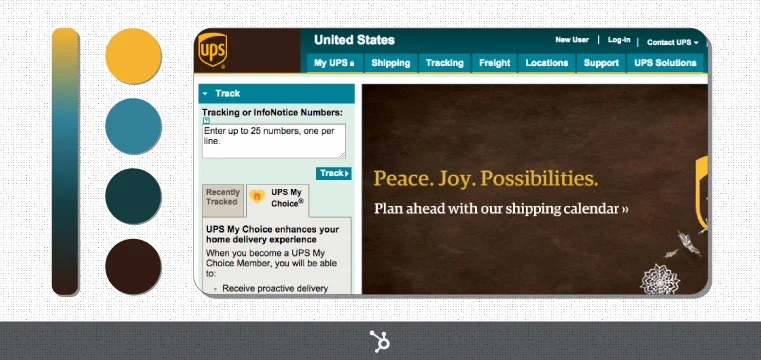 ups
United States
New User | Log-In | Contact UPS
My UPS
Shipping
Tracking
Freight
Locations
Support
UPS Solutions
Track
Tracking or InfoNotice Numbers:
Enter up to 25 numbers, one per
line.
Track
Recently
Tracked
UPS My
Choice®
UPS My Choice enhances your
home delivery experience
When you become a UPS My
Choice Member, you will be able
to:
Receive proactive delivery
Peace. Joy. Possibilities.
Plan ahead with our shipping calendar »